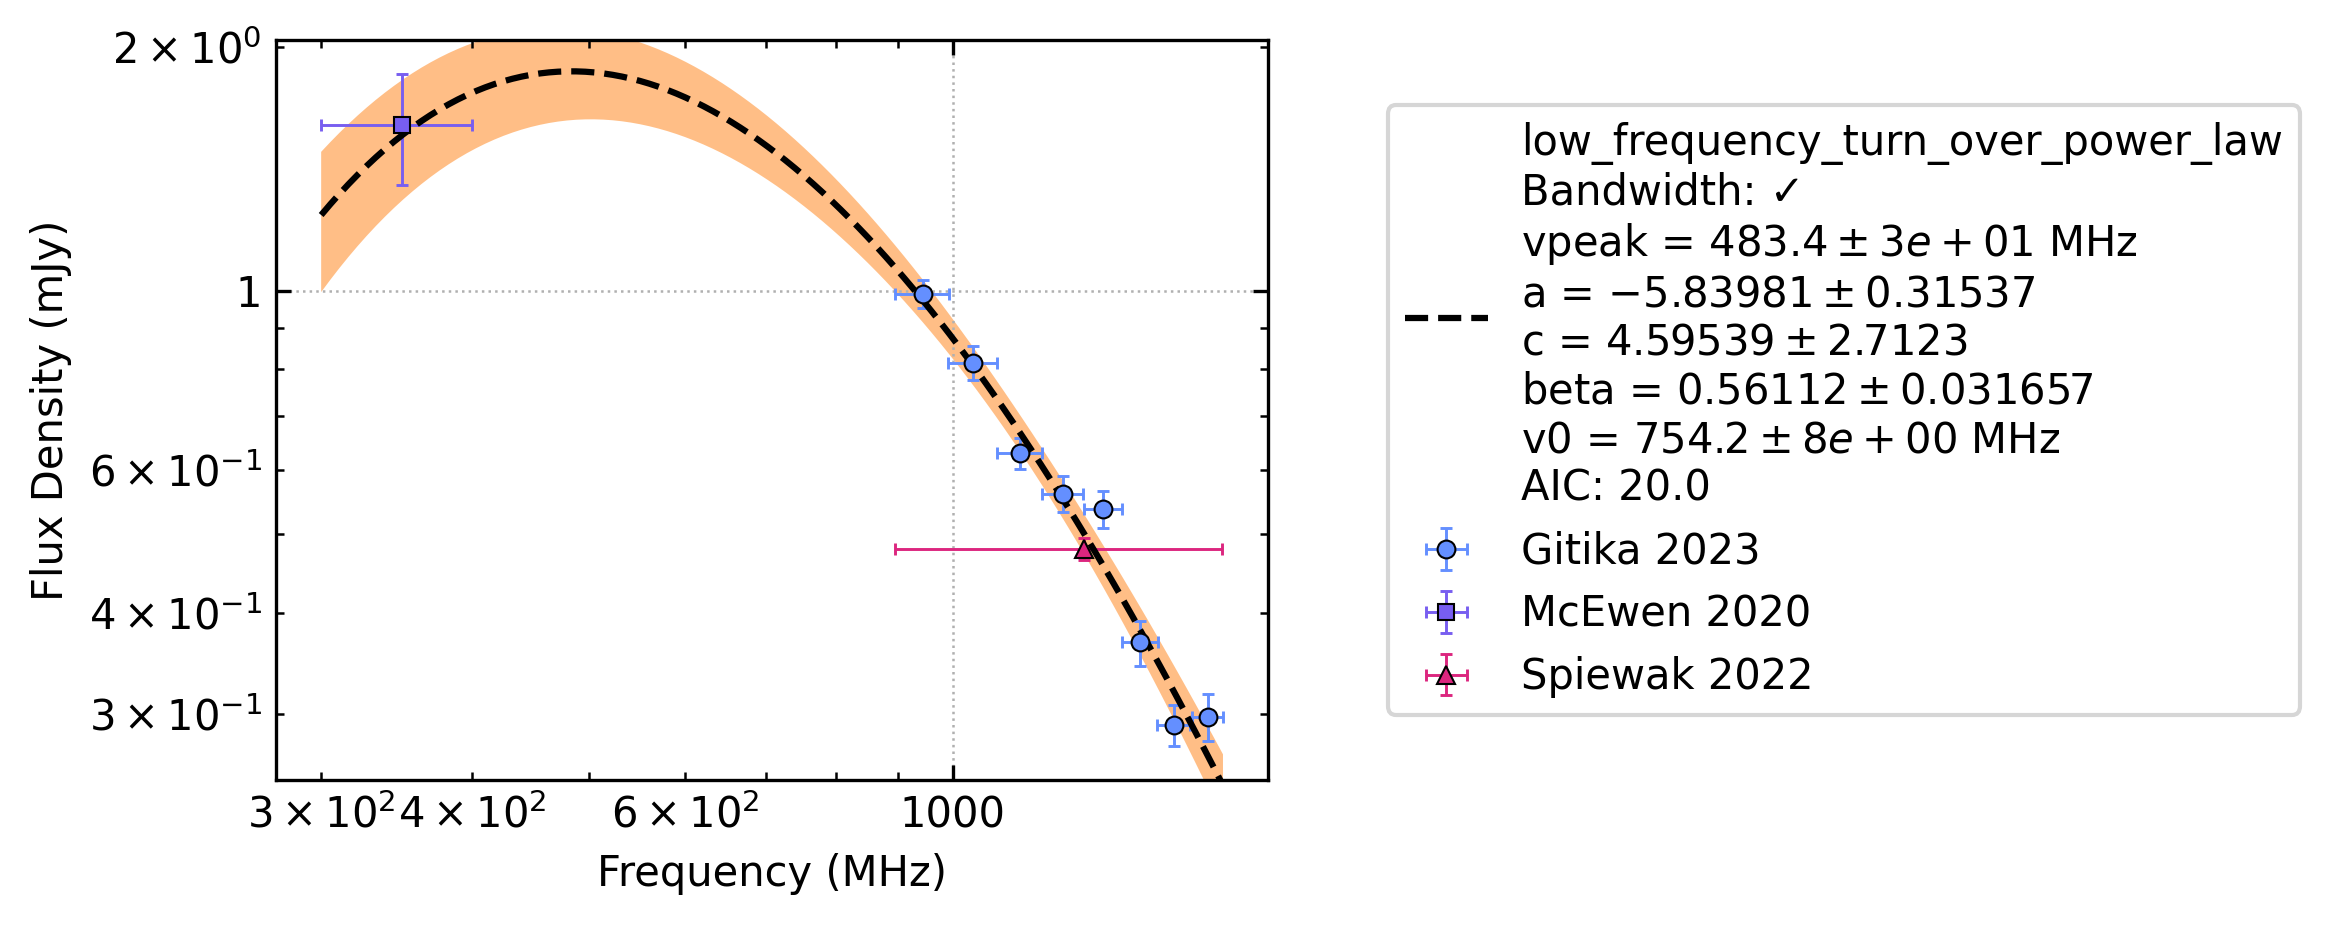 2 × 10⁰
1
6 × 10⁻¹
4 × 10⁻¹
3 × 10⁻¹
Flux Density (mJy)
3 × 10² 4 × 10² 6 × 10² 1000
Frequency (MHz)
low_frequency_turn_over_power_law
Bandwidth: ✓
vpeak = 483.4 ± 3e + 01 MHz
a = −5.83981 ± 0.31537
c = 4.59539 ± 2.7123
beta = 0.56112 ± 0.031657
v0 = 754.2 ± 8e + 00 MHz
AIC: 20.0
Gitika 2023
McEwen 2020
Spiewak 2022